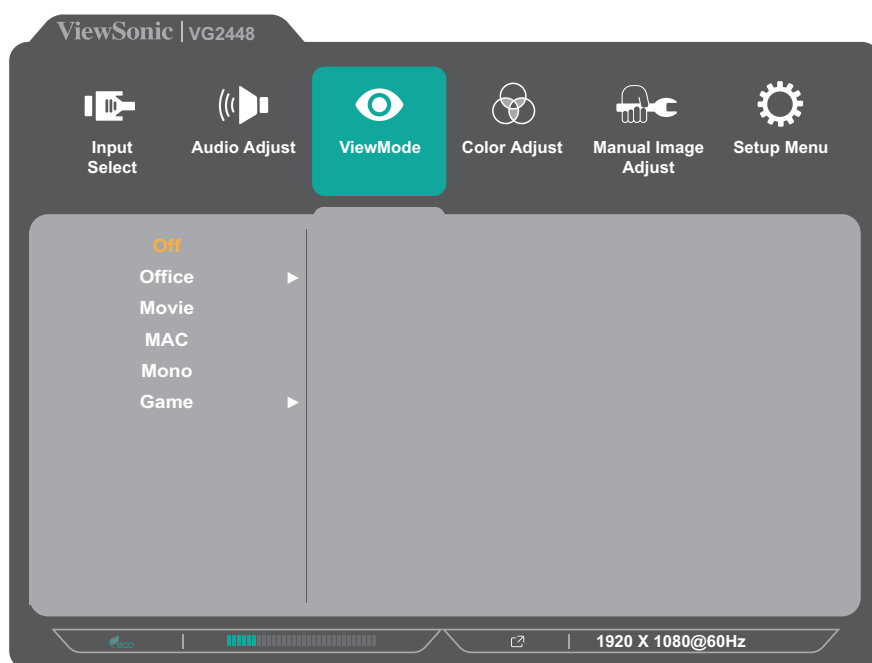 ViewSonic | VG2448
Input Select
Audio Adjust
ViewMode
Color Adjust
Manual Image Adjust
Setup Menu
Off
Office
Movie
MAC
Mono
Game
eco
1920 X 1080@60Hz